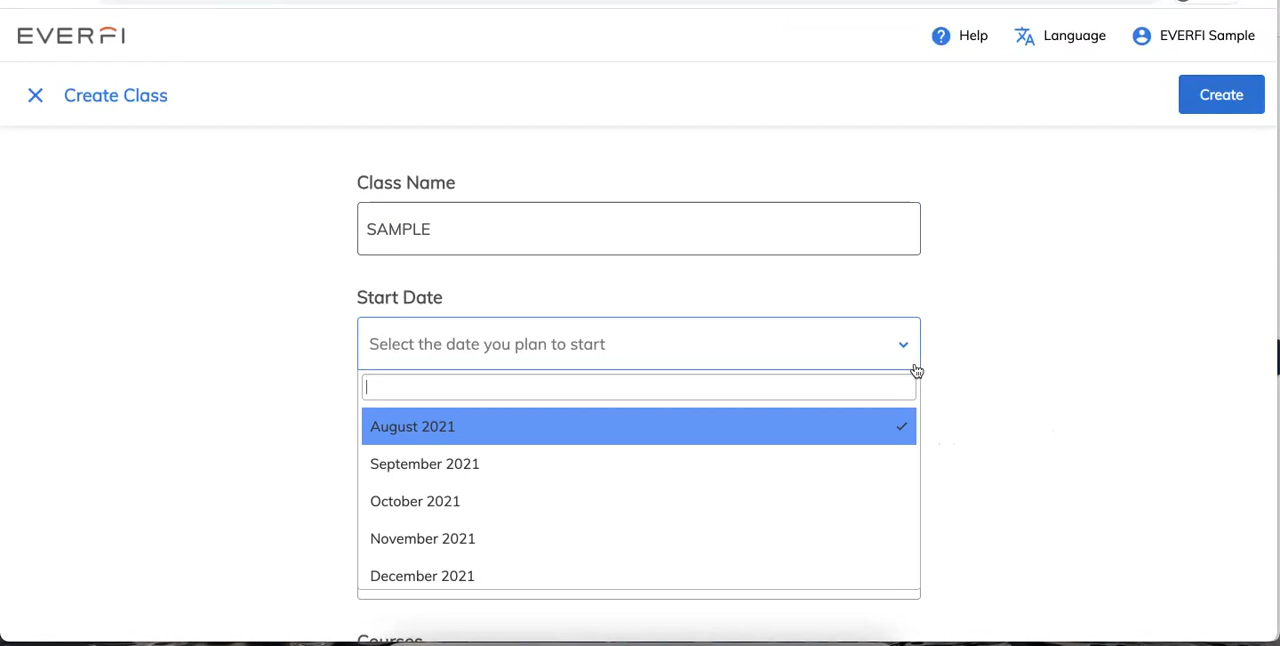 EVERFI
Help
Language
EVERFI Sample
Create Class
Create
Class Name
SAMPLE
Start Date
Select the date you plan to start
August 2021
September 2021
October 2021
November 2021
December 2021
Courses